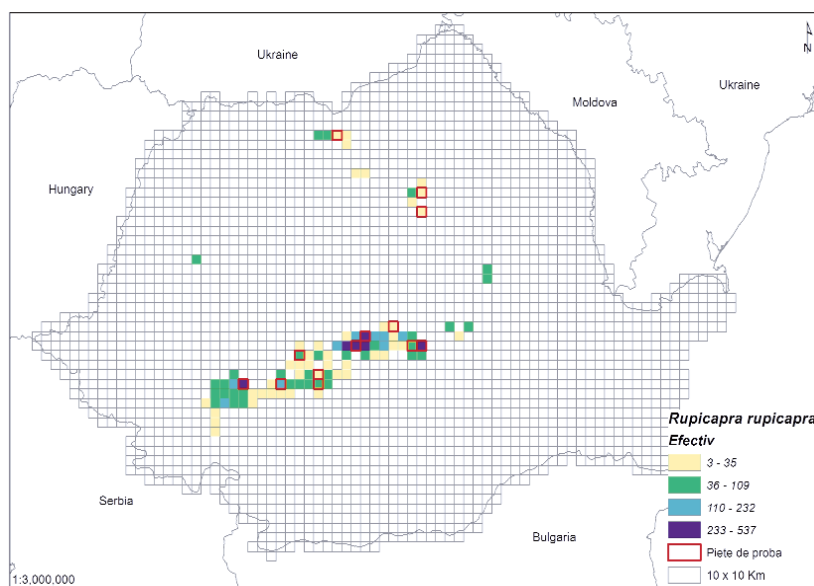 Ukraine
Moldova
Ukraine
Hungary
Serbia
Bulgaria
Rupicapra rupicapra
Efectiv
3 - 35
36 - 109
110 - 232
233 - 537
Piete de proba
10 x 10 Km
1:3,000,000